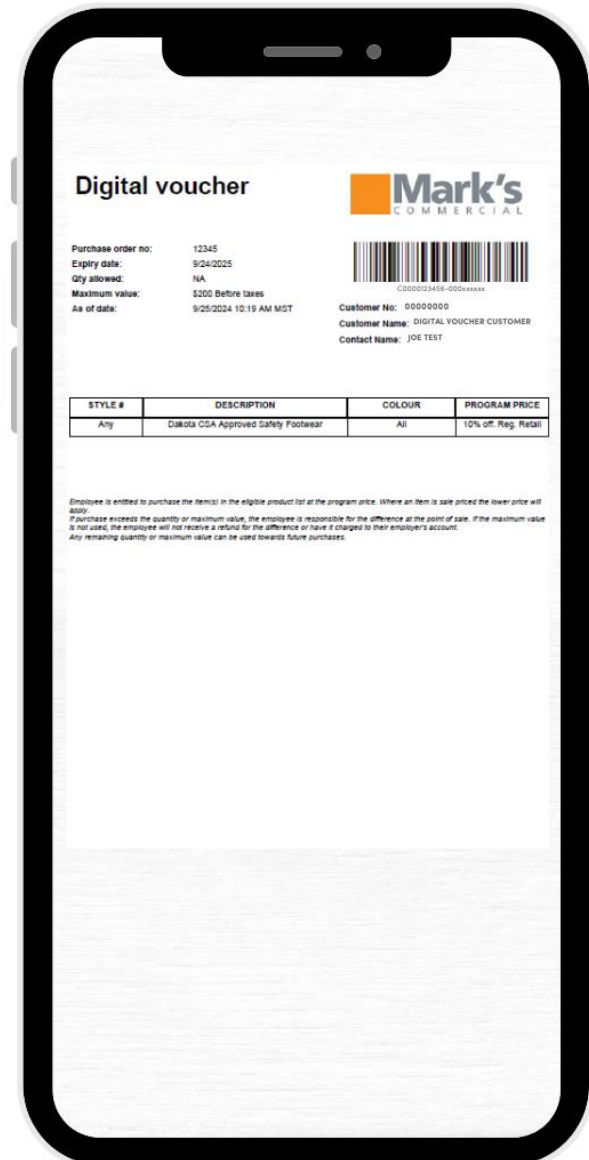 Digital voucher
Mark's
COMMERCIAL
Purchase order no: 12345
Expiry date: 9/24/2025
Qty allowed: NA
Maximum value: $200 Before taxes
As of date: 9/25/2024 10:19 AM MST
C0000123456-000xxxxxx
Customer No: 00000000
Customer Name: DIGITAL VOUCHER CUSTOMER
Contact Name: JOE TEST
STYLE # DESCRIPTION COLOUR PROGRAM PRICE
Any Dakota CSA Approved Safety Footwear All 10% off. Reg. Retail
Employee is entitled to purchase the item(s) in the eligible product list at the program price. Where an item is sale priced the lower price will
apply.
If purchase exceeds the quantity or maximum value, the employee is responsible for the difference at the point of sale. If the maximum value
is not used, the employee will not receive a refund for the difference or have it charged to their employer's account.
Any remaining quantity or maximum value can be used towards future purchases.